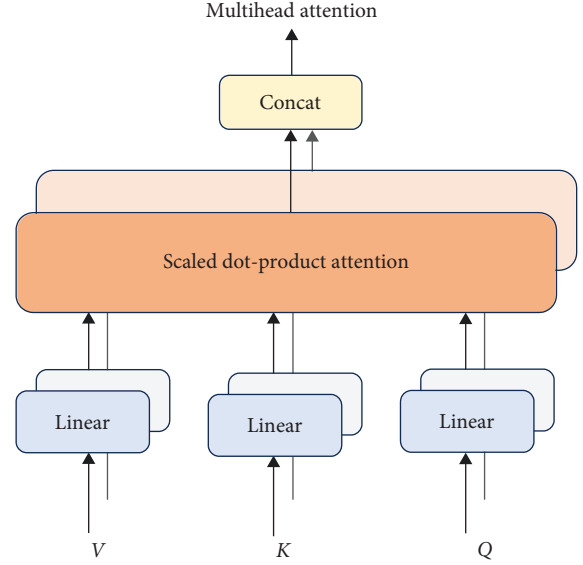 Multihead attention
Concat
Scaled dot-product attention
Linear
Linear
Linear
V
K
Q